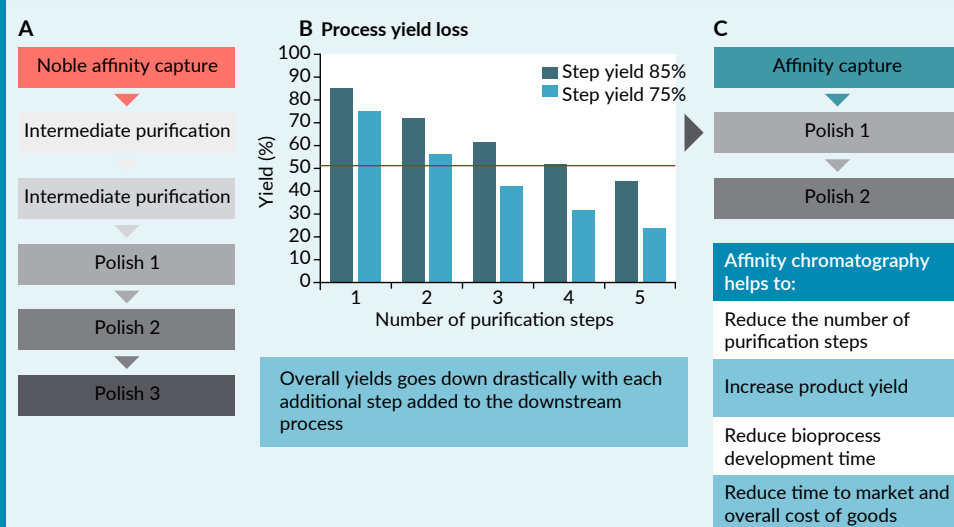 A
Noble affinity capture
Intermediate purification
Intermediate purification
Polish 1
Polish 2
Polish 3
B Process yield loss
100
90
80
70
60
50
40
30
20
10
0
Yield (%)
Step yield 85%
Step yield 75%
1 2 3 4 5
Number of purification steps
Overall yields goes down drastically with each
additional step added to the downstream
process
C
Affinity capture
Polish 1
Polish 2
Affinity chromatography
helps to:
Reduce the number of
purification steps
Increase product yield
Reduce bioprocess
development time
Reduce time to market and
overall cost of goods